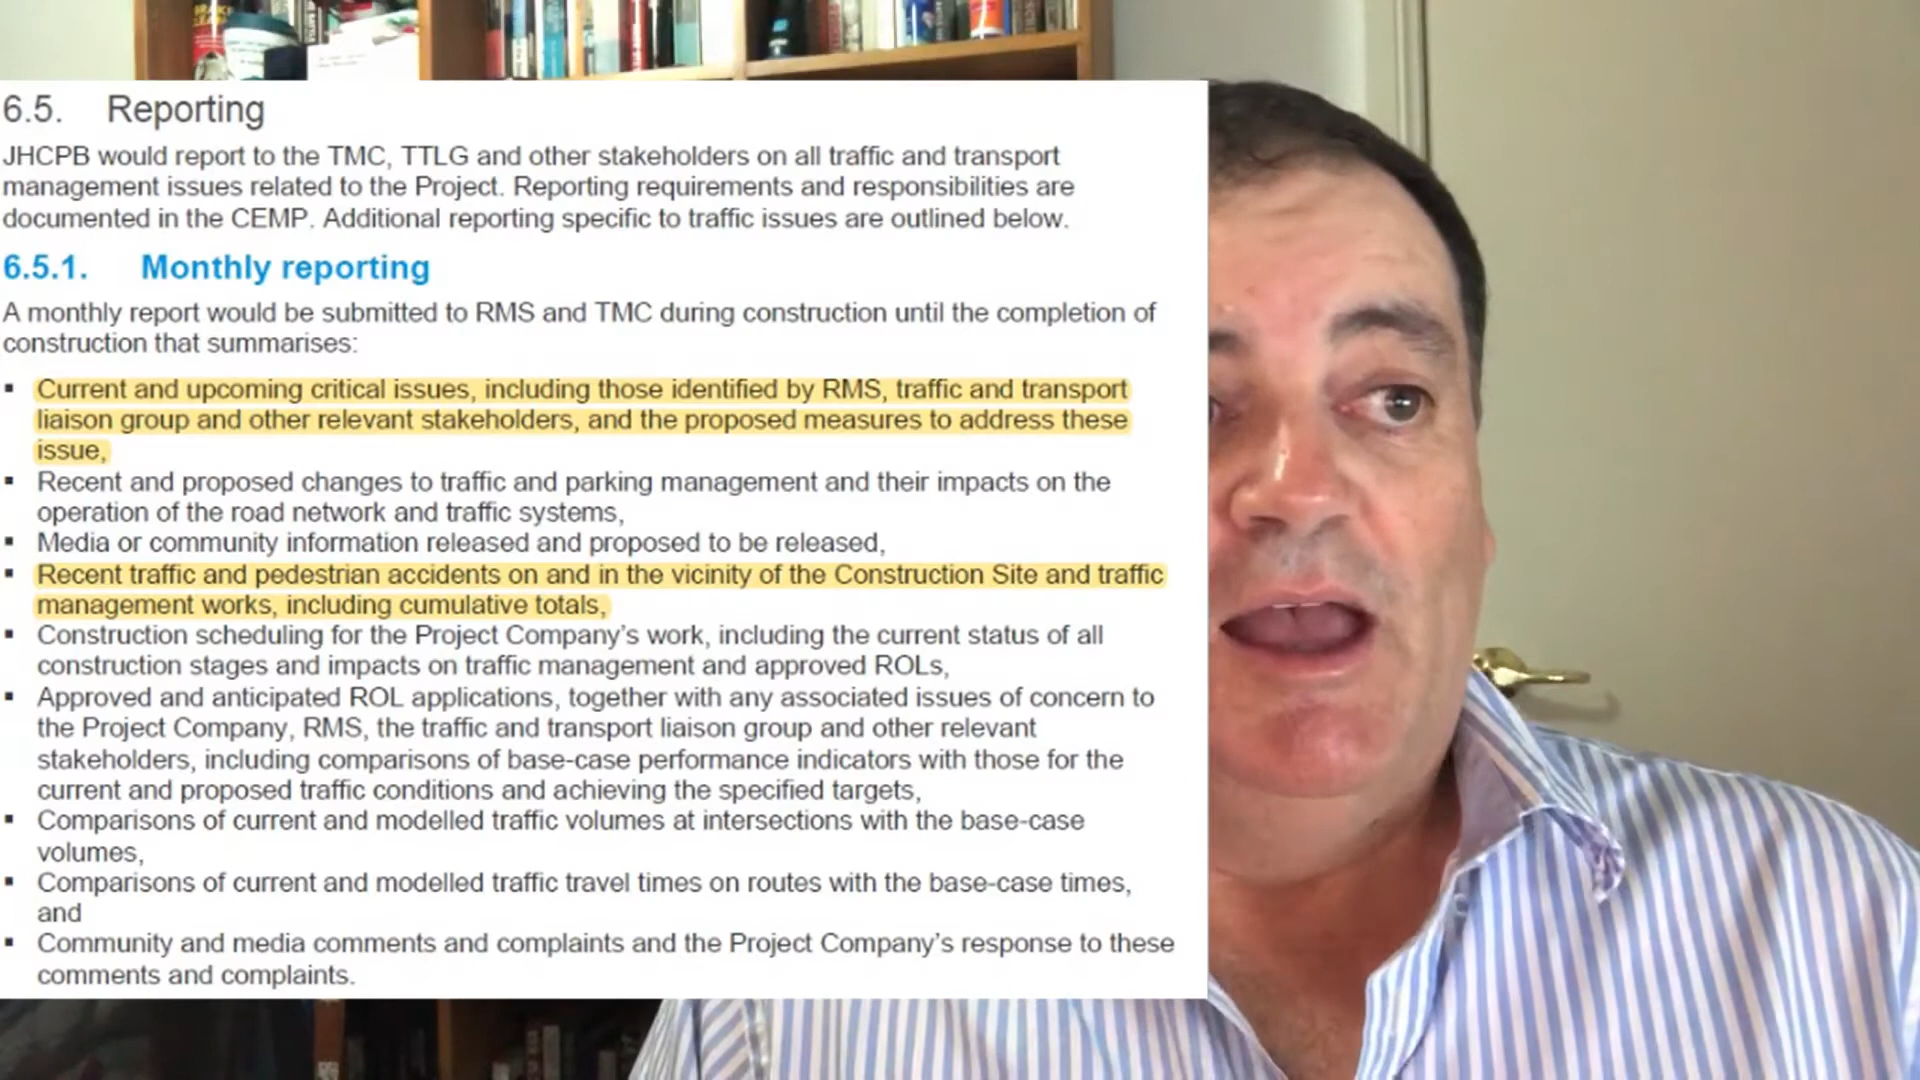 6.5. Reporting
JHCPB would report to the TMC, TTLG and other stakeholders on all traffic and transport
management issues related to the Project. Reporting requirements and responsibilities are
documented in the CEMP. Additional reporting specific to traffic issues are outlined below.
6.5.1. Monthly reporting
A monthly report would be submitted to RMS and TMC during construction until the completion of
construction that summarises:
▪ Current and upcoming critical issues, including those identified by RMS, traffic and transport
liaison group and other relevant stakeholders, and the proposed measures to address these
issue,
▪ Recent and proposed changes to traffic and parking management and their impacts on the
operation of the road network and traffic systems,
▪ Media or community information released and proposed to be released,
▪ Recent traffic and pedestrian accidents on and in the vicinity of the Construction Site and traffic
management works, including cumulative totals,
▪ Construction scheduling for the Project Company's work, including the current status of all
construction stages and impacts on traffic management and approved ROLs,
▪ Approved and anticipated ROL applications, together with any associated issues of concern to
the Project Company, RMS, the traffic and transport liaison group and other relevant
stakeholders, including comparisons of base-case performance indicators with those for the
current and proposed traffic conditions and achieving the specified targets,
▪ Comparisons of current and modelled traffic volumes at intersections with the base-case
volumes,
▪ Comparisons of current and modelled traffic travel times on routes with the base-case times,
and
▪ Community and media comments and complaints and the Project Company's response to these
comments and complaints.